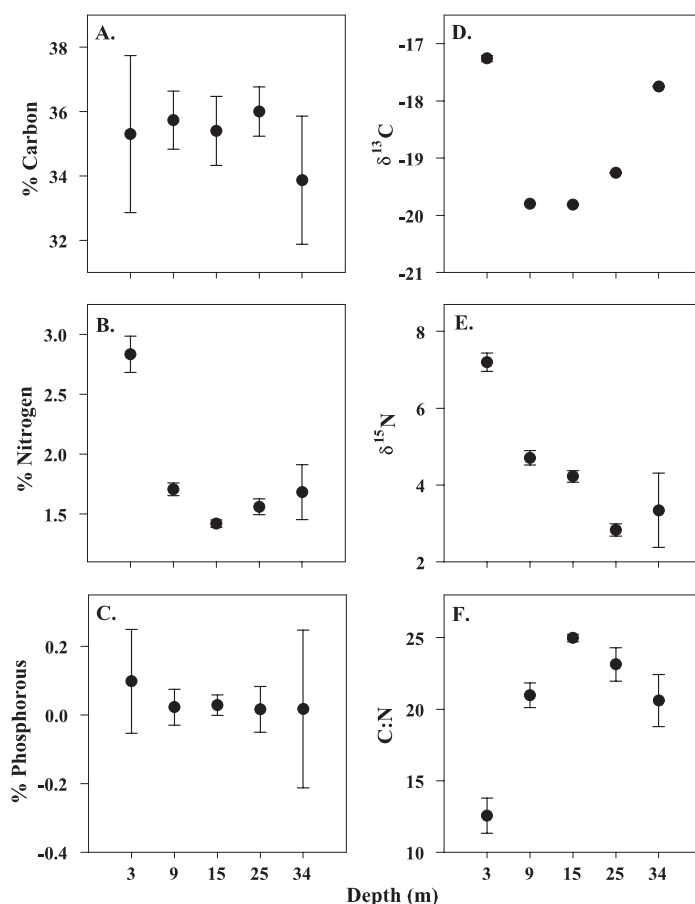 A.
38
36
34
32
% Carbon
D.
-17
-18
-19
-20
-21
δ13C
B.
3.0
2.5
2.0
1.5
% Nitrogen
E.
8
6
4
2
δ15N
C.
0.2
0.0
-0.2
-0.4
% Phosphorous
3 9 15 25 34
F.
25
20
15
10
C:N
3 9 15 25 34
Depth (m)